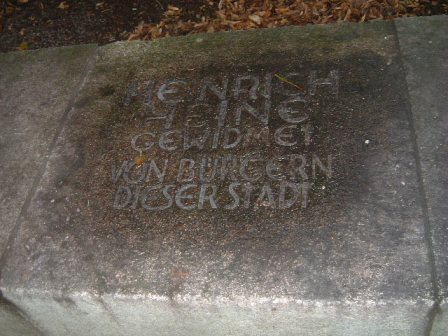 HEINRICH
HEINE
GEWIDMET
VON BÜRGERN
DIESER STADT